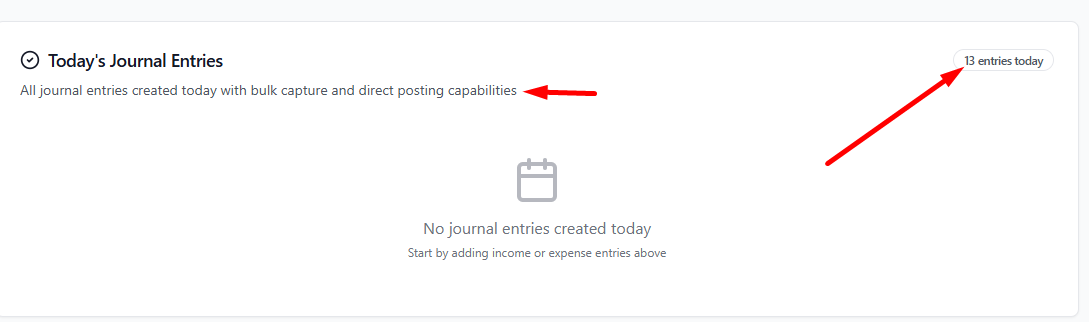 Today's Journal Entries
13 entries today
All journal entries created today with bulk capture and direct posting capabilities
No journal entries created today
Start by adding income or expense entries above